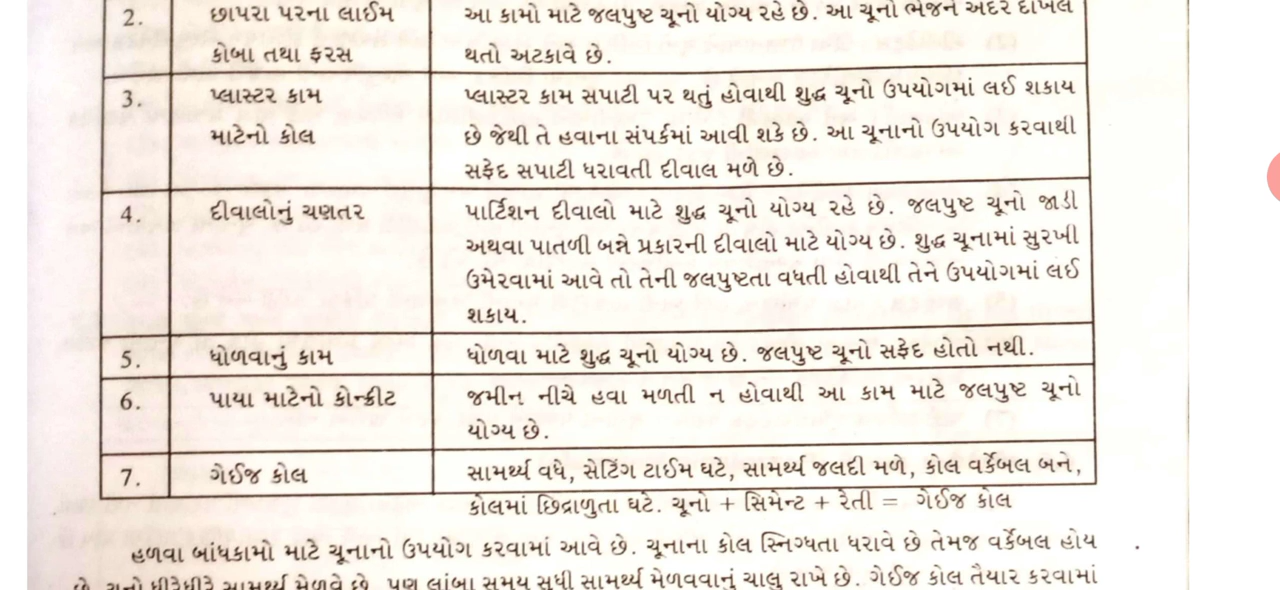 2. છાપરા પરના લાઈમ આ કામો માટે જલપુષ્ટ ચૂનો યોગ્ય રહે છે. આ ચૂનો ભેજને અંદર દાખલ
કોબા તથા ફરસ થતો અટકાવે છે.
3. પ્લાસ્ટર કામ પ્લાસ્ટર કામ સપાટી પર થતું હોવાથી શુદ્ધ ચૂનો ઉપયોગમાં લઈ શકાય
માટેનો કોલ છે જેથી તે હવાના સંપર્કમાં આવી શકે છે. આ ચૂનાનો ઉપયોગ કરવાથી
સફેદ સપાટી ધરાવતી દીવાલ મળે છે.
4. દીવાલોનું ચણતર પાર્ટિશન દીવાલો માટે શુદ્ધ ચૂનો યોગ્ય રહે છે. જલપુષ્ટ ચૂનો જાડી
અથવા પાતળી બન્ને પ્રકારની દીવાલો માટે યોગ્ય છે. શુદ્ધ ચૂનામાં સુરખી
ઉમેરવામાં આવે તો તેની જલપુષ્ટતા વધતી હોવાથી તેને ઉપયોગમાં લઈ
શકાય.
5. ધોળવાનું કામ ધોળવા માટે શુદ્ધ ચૂનો યોગ્ય છે. જલપુષ્ટ ચૂનો સફેદ હોતો નથી.
6. પાયા માટેનો કોન્ક્રીટ જમીન નીચે હવા મળતી ન હોવાથી આ કામ માટે જલપુષ્ટ ચૂનો
યોગ્ય છે.
7. ગેઈજ કોલ સામર્થ્ય વધે, સેટિંગ ટાઈમ ઘટે, સામર્થ્ય જલદી મળે, કોલ વર્કેબલ બને,
કોલમાં છિદ્રાળુતા ઘટે. ચૂનો + સિમેન્ટ + રેતી = ગેઈજ કોલ
હળવા બાંધકામો માટે ચૂનાનો ઉપયોગ કરવામાં આવે છે. ચૂનાના કોલ સ્નિગ્ધતા ધરાવે છે તેમજ વર્કેબલ હોય
છે. ચૂનો ધીરેધીરે સામર્થ્ય મેળવે છે. પણ લાંબા સમય સુધી સામર્થ્ય મેળવવાનું ચાલુ રાખે છે. ગેઈજ કોલ તૈયાર કરવામાં